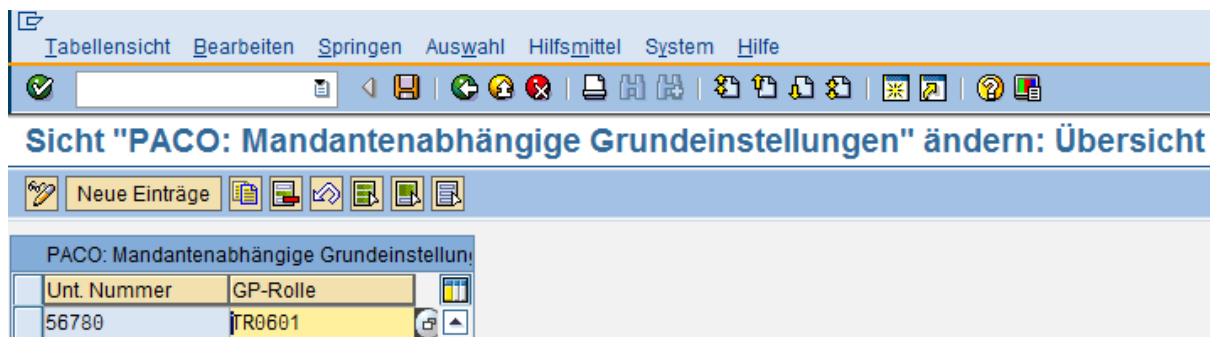 Tabellensicht Bearbeiten Springen Auswahl Hilfsmittel System Hilfe
Sicht "PACO: Mandantenabhängige Grundeinstellungen" ändern: Übersicht
Neue Einträge
PACO: Mandantenabhängige Grundeinstellung
Unt. Nummer GP-Rolle
56780 TR0601